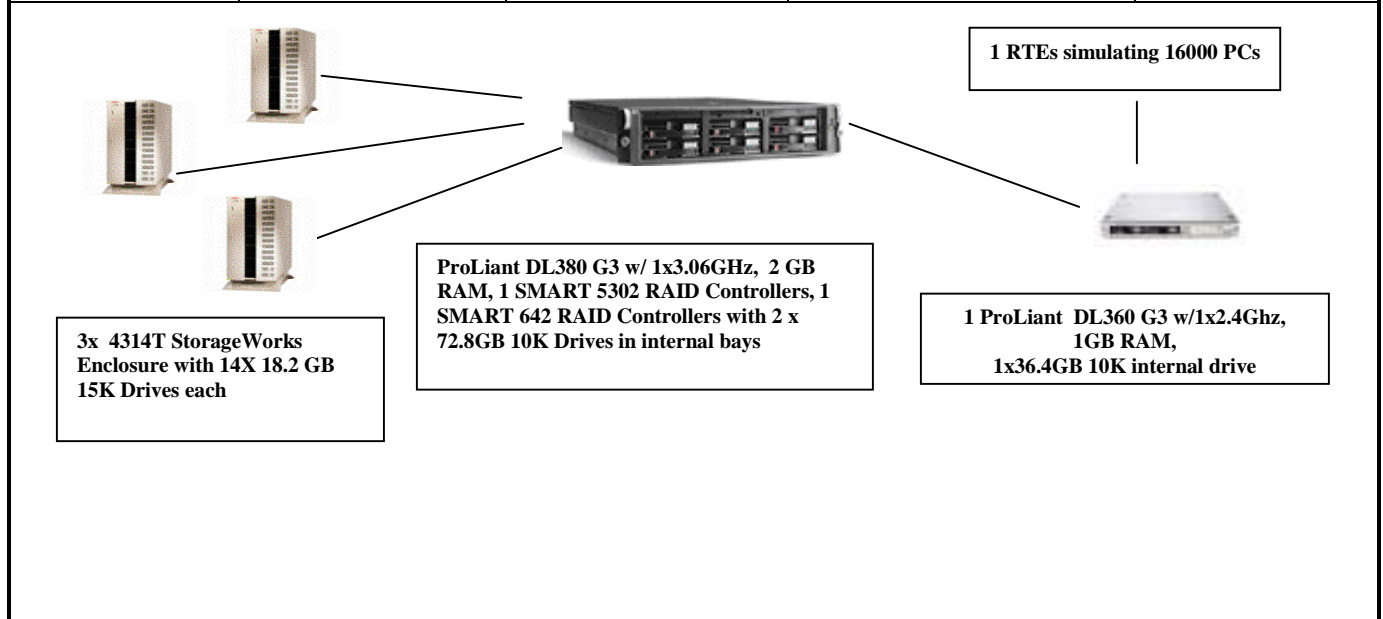 1 RTEs simulating 16000 PCs
ProLiant DL380 G3 w/ 1x3.06GHz, 2 GB
RAM, 1 SMART 5302 RAID Controllers, 1
SMART 642 RAID Controllers with 2 x
72.8GB 10K Drives in internal bays
3x 4314T StorageWorks
Enclosure with 14X 18.2 GB
15K Drives each
1 ProLiant DL360 G3 w/1x2.4Ghz,
1GB RAM,
1x36.4GB 10K internal drive